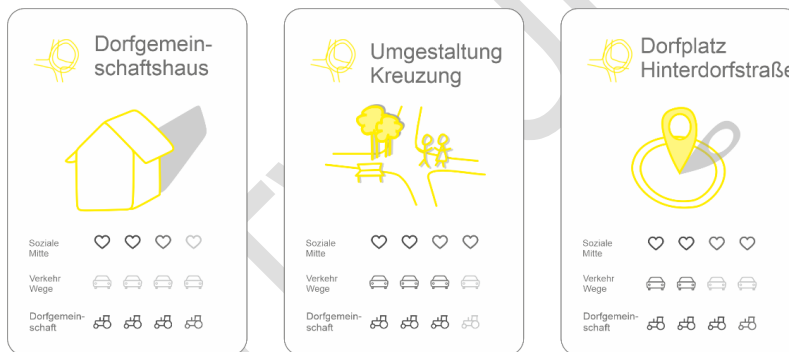 Dorfgemein-
schaftshaus
Soziale
Mitte
Verkehr
Wege
Dorfgemein-
schaft
Umgestaltung
Kreuzung
Soziale
Mitte
Verkehr
Wege
Dorfgemein-
schaft
Dorfplatz
Hinterdorfstraße
Soziale
Mitte
Verkehr
Wege
Dorfgemein-
schaft